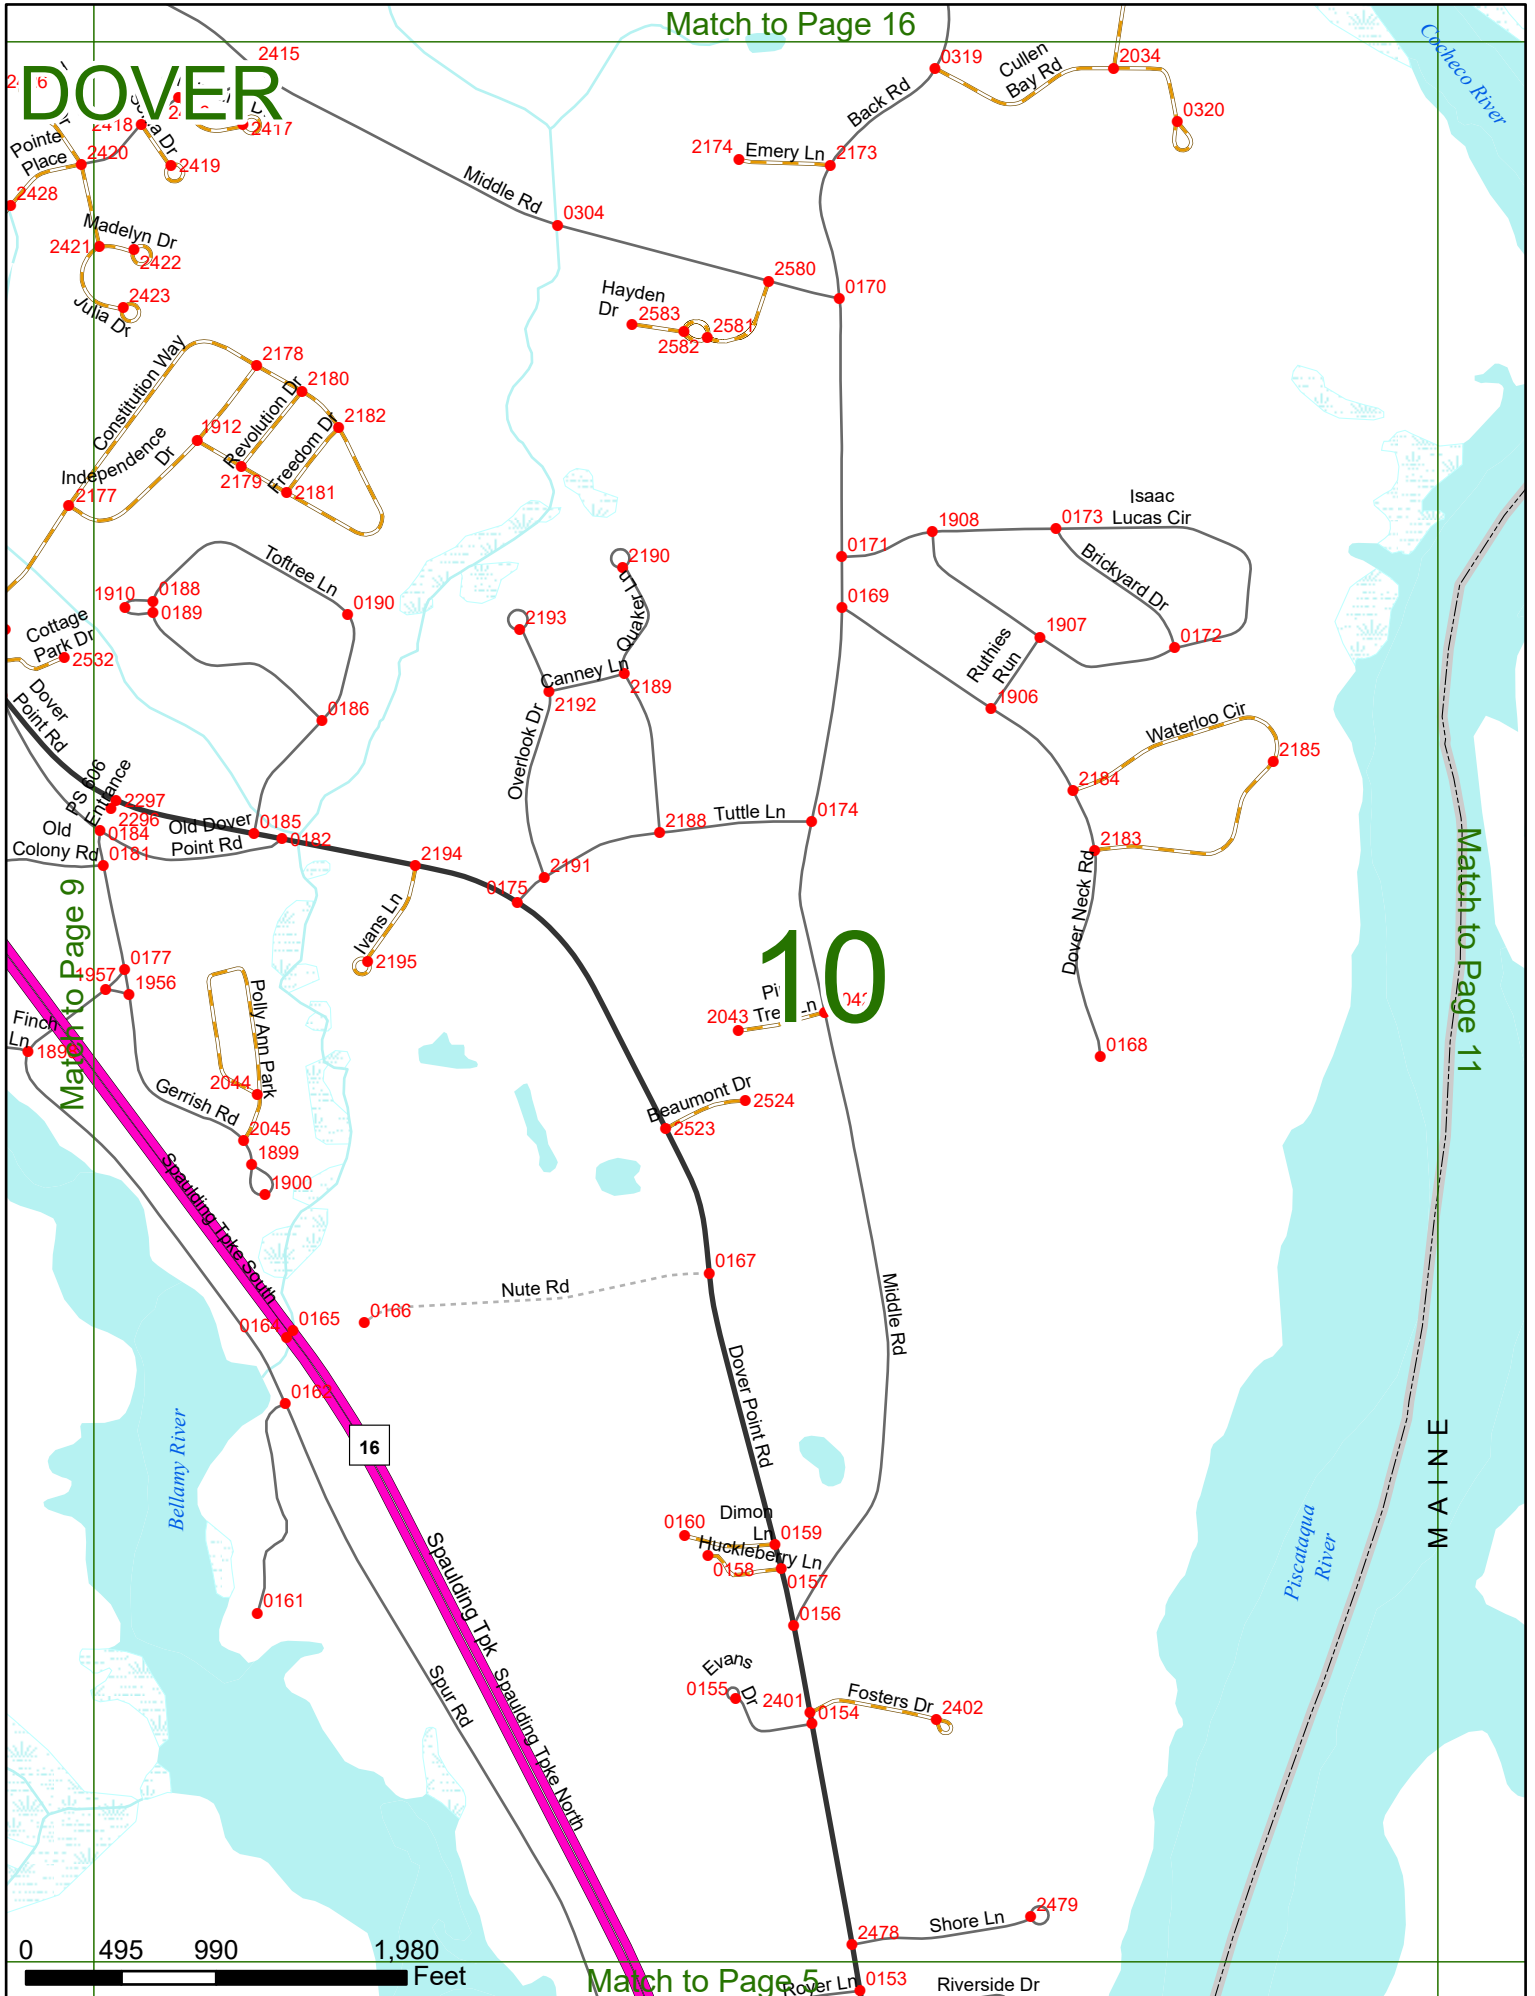 Match to Page 16
DOVER
2415
2418
2417
2419
2420
2428
Pointe
Place
Madelyn Dr
2421
2422
2423
Julia Dr
Middle Rd
0304
Back Rd
0319
Cullen
Bay Rd
2034
0320
Cocheco River
2174
Emery Ln
2173
2580
0170
Hayden
Dr
2583
2581
2582
Constitution Way
2178
2180
2182
Revolution Dr
Freedom Dr
1912
Independence
Dr
2179
2181
2177
Toftree Ln
1910
0188
0189
0190
Cottage
Park Dr
2532
0186
2190
2193
Quaker Ln
Canney Ln
2189
2192
Overlook Dr
0171
1908
0173
Isaac
Lucas Cir
Brickyard Dr
0169
1907
0172
Ruthies
Run
1906
Waterloo Cir
2185
2184
2183
Dover Neck Rd
0168
Dover
Point Rd
PS 606
Entrance
2297
2296
0184
Old
Colony Rd
0181
Old Dover
Point Rd
0185
0182
2194
2188
Tuttle Ln
0174
2191
0175
Ivans Ln
2195
Match to Page 9
Match to Page 11
10
0177
1957
1956
Finch
Ln
Polly Ann Park
2044
Gerrish Rd
2045
1899
1900
2043
Beaumont Dr
2524
2523
Spaulding Tpke South
0167
Nute Rd
0166
0165
0164
0162
16
Middle Rd
Dover Point Rd
Bellamy River
MAINE
Piscataqua
River
0161
Dimon
Ln
0160
0159
Huckleberry Ln
0158
0157
0156
Spaulding Tpk
Spaulding Tpke North
Spur Rd
Evans
Dr
0155
2401
0154
Fosters Dr
2402
2479
2478
Shore Ln
0 495 990 1,980
Feet
Match to Page 5
Royer Ln
0153
Riverside Dr